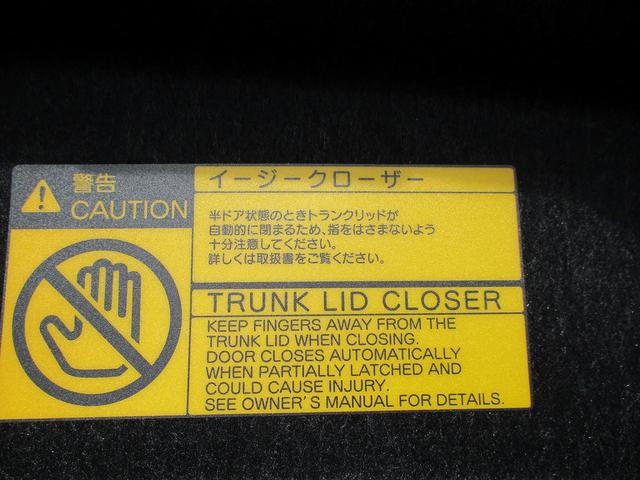 警告
CAUTION
イージークローザー
半ドア状態のときトランクリッドが
自動的に閉まるため、指をはさまないよう
十分注意してください。
詳しくは取扱書をご覧ください。
TRUNK LID CLOSER
KEEP FINGERS AWAY FROM THE
TRUNK LID WHEN CLOSING.
DOOR CLOSES AUTOMATICALLY
WHEN PARTIALLY LATCHED AND
COULD CAUSE INJURY.
SEE OWNER'S MANUAL FOR DETAILS.